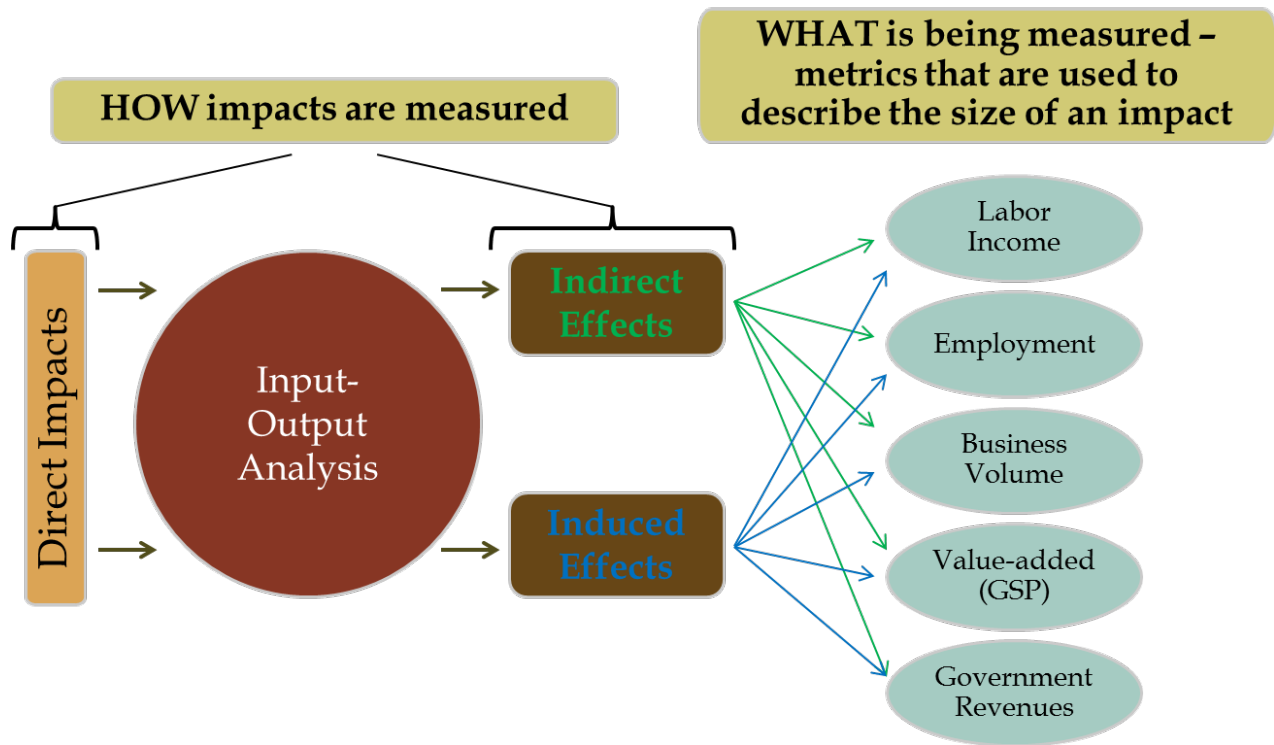 HOW impacts are measured
WHAT is being measured –
metrics that are used to
describe the size of an impact
Direct Impacts
Input-
Output
Analysis
Indirect
Effects
Induced
Effects
Labor
Income
Employment
Business
Volume
Value-added
(GSP)
Government
Revenues